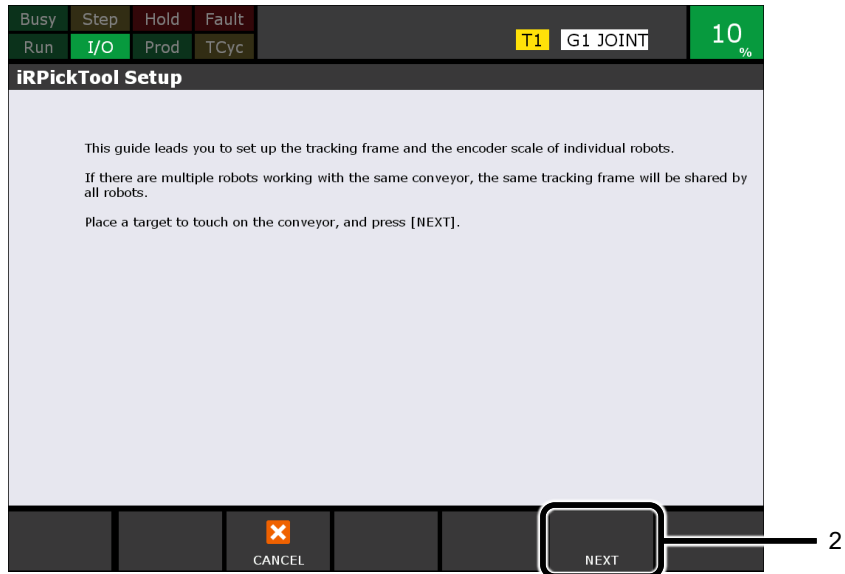 Busy Step Hold Fault
Run I/O Prod TCyc
T1 G1 JOINT
10
%
iRPickTool Setup
This guide leads you to set up the tracking frame and the encoder scale of individual robots.
If there are multiple robots working with the same conveyor, the same tracking frame will be shared by
all robots.
Place a target to touch on the conveyor, and press [NEXT].
CANCEL
NEXT
2